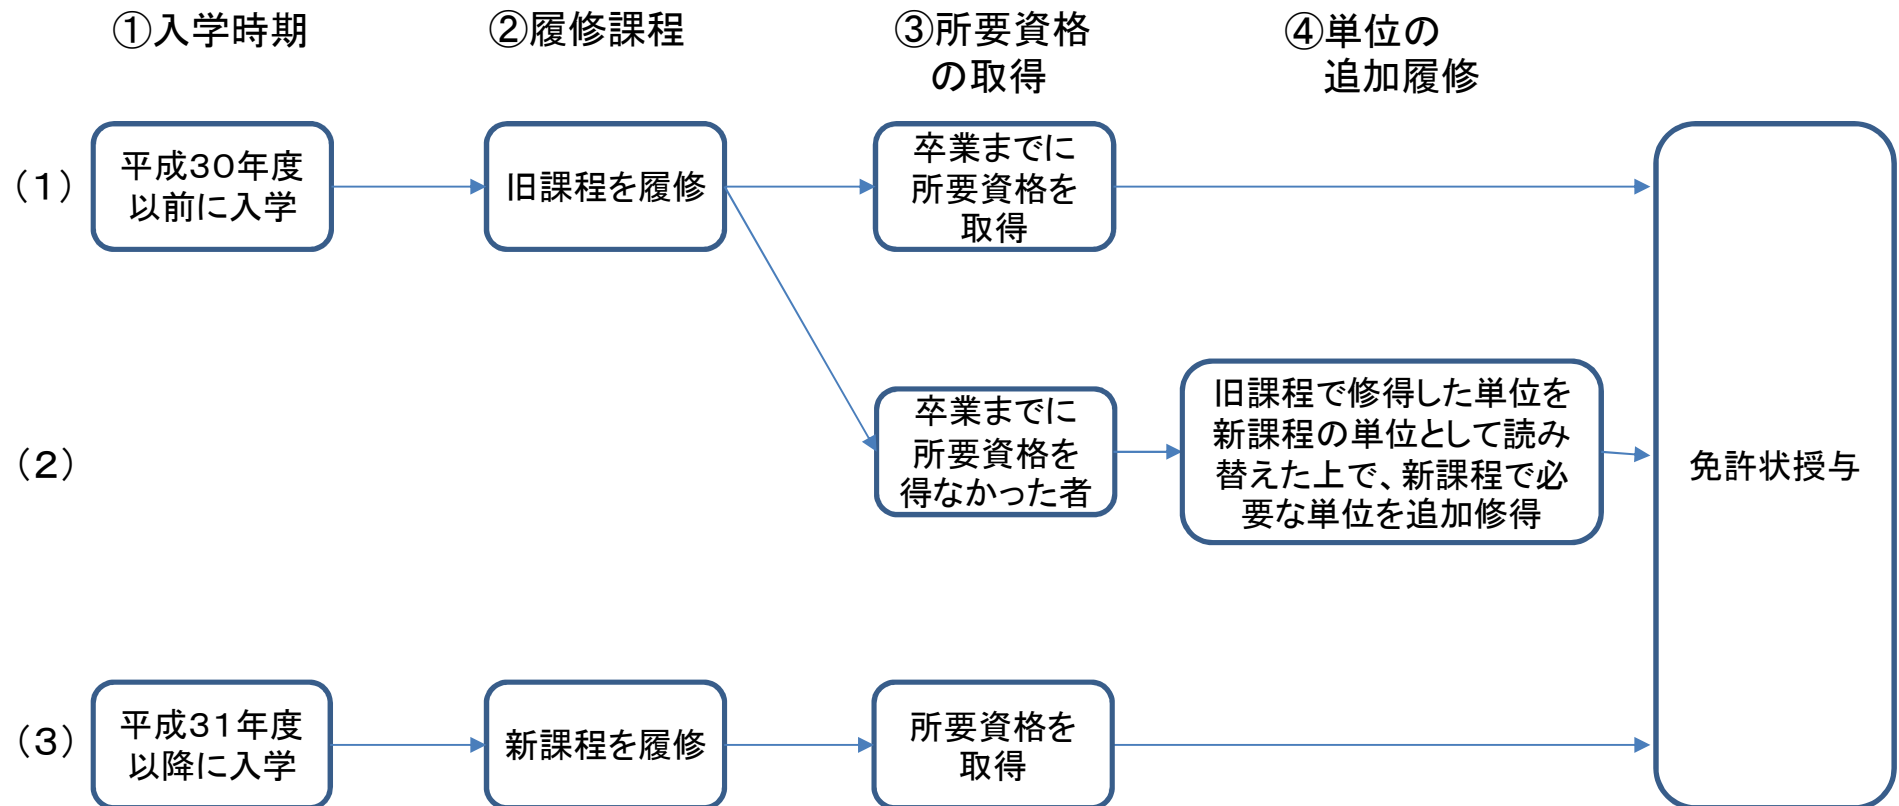 ①入学時期
②履修課程
③所要資格
の取得
④単位の
追加履修
（１）
平成３０年度
以前に入学
旧課程を履修
卒業までに
所要資格を
取得
（２）
卒業までに
所要資格を
得なかった者
旧課程で修得した単位を
新課程の単位として読み
替えた上で、新課程で必
要な単位を追加修得
免許状授与
（３）
平成３１年度
以降に入学
新課程を履修
所要資格を
取得